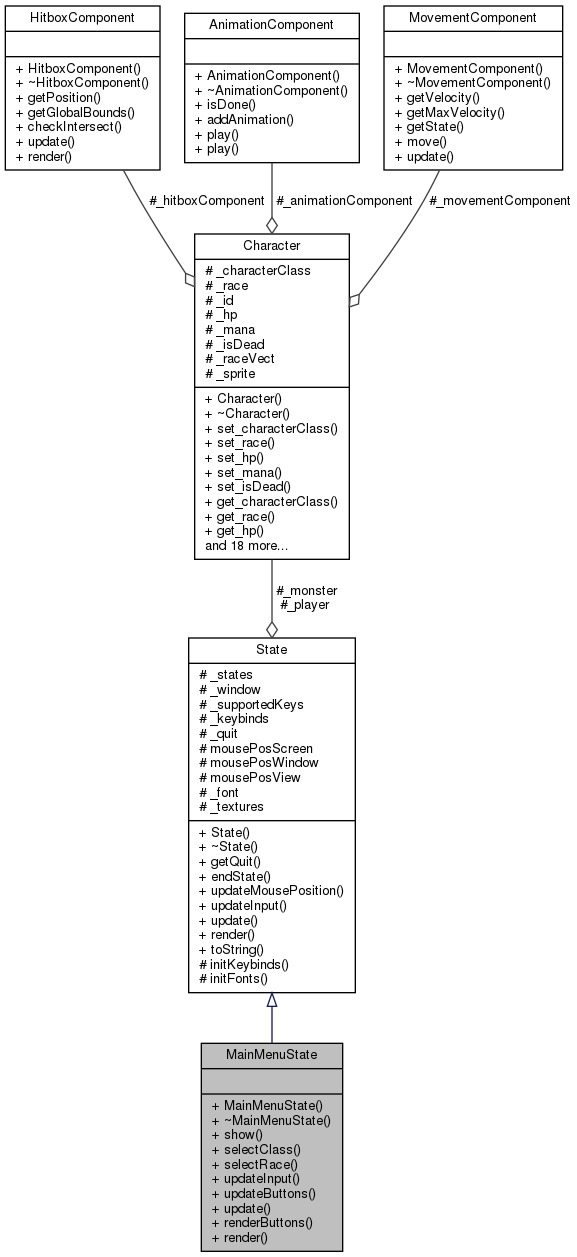 HitboxComponent
+ HitboxComponent()
+ ~HitboxComponent()
+ getPosition()
+ getGlobalBounds()
+ checkIntersect()
+ update()
+ render()
AnimationComponent
+ AnimationComponent()
+ ~AnimationComponent()
+ isDone()
+ addAnimation()
+ play()
+ play()
MovementComponent
+ MovementComponent()
+ ~MovementComponent()
+ getVelocity()
+ getMaxVelocity()
+ getState()
+ move()
+ update()
#_hitboxComponent
#_animationComponent
#_movementComponent
Character
# _characterClass
# _race
# _id
# _hp
# _mana
# _isDead
# _raceVect
# _sprite
+ Character()
+ ~Character()
+ set_characterClass()
+ set_race()
+ set_hp()
+ set_mana()
+ set_isDead()
+ get_characterClass()
+ get_race()
+ get_hp()
and 18 more...
#_monster
#_player
State
# _states
# _window
# _supportedKeys
# _keybinds
# _quit
# mousePosScreen
# mousePosWindow
# mousePosView
# _font
# _textures
+ State()
+ ~State()
+ getQuit()
+ endState()
+ updateMousePosition()
+ updateInput()
+ update()
+ render()
+ toString()
# initKeybinds()
# initFonts()
MainMenuState
+ MainMenuState()
+ ~MainMenuState()
+ show()
+ selectClass()
+ selectRace()
+ updateInput()
+ updateButtons()
+ update()
+ renderButtons()
+ render()